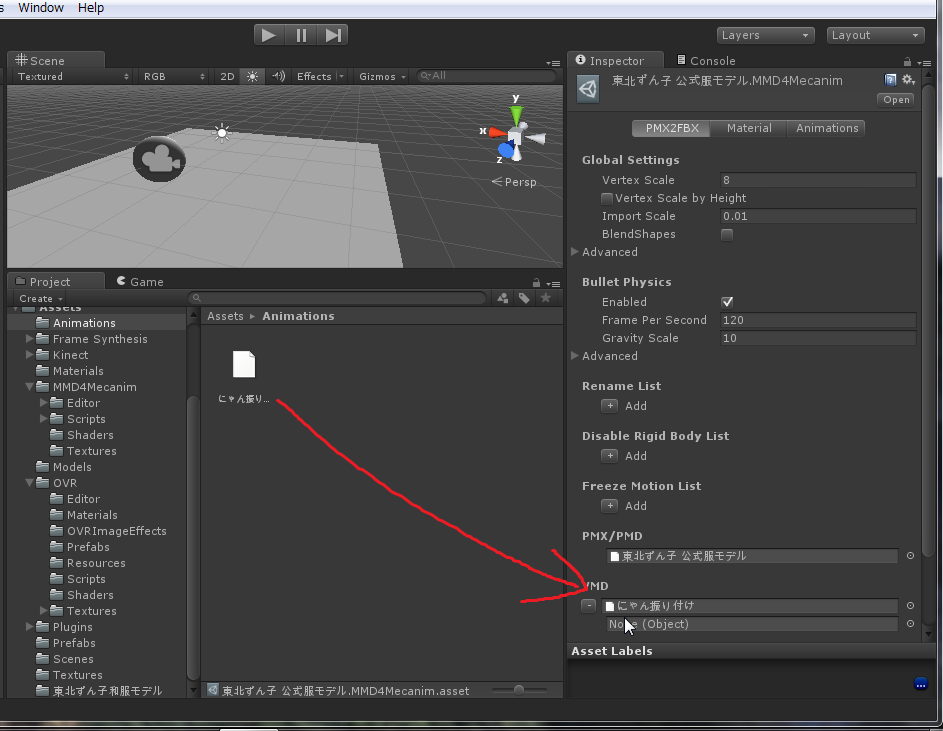 s Window Help
Layers Layout
Scene
Textured RGB 2D Effects Gizmos All
y
x
z
Persp
Project Game
Create
Assets
Animations
Frame Synthesis
Kinect
Materials
MMD4Mecanim
Editor
Scripts
Shaders
Textures
Models
OVR
Editor
Materials
OVRImageEffects
Prefabs
Resources
Scripts
Shaders
Textures
Plugins
Prefabs
Scenes
Textures
東北ずん子和服モデル
Assets Animations
にゃん振り...
東北ずん子 公式服モデル.MMD4Mecanim.asset
Inspector Console
東北ずん子 公式服モデル.MMD4Mecanim
Open
PMX2FBX Material Animations
Global Settings
Vertex Scale 8
Vertex Scale by Height
Import Scale 0.01
BlendShapes
Advanced
Bullet Physics
Enabled
Frame Per Second 120
Gravity Scale 10
Advanced
Rename List
+ Add
Disable Rigid Body List
+ Add
Freeze Motion List
+ Add
PMX/PMD
東北ずん子 公式服モデル
VMD
- にゃん振り付け
None (Object)
Asset Labels